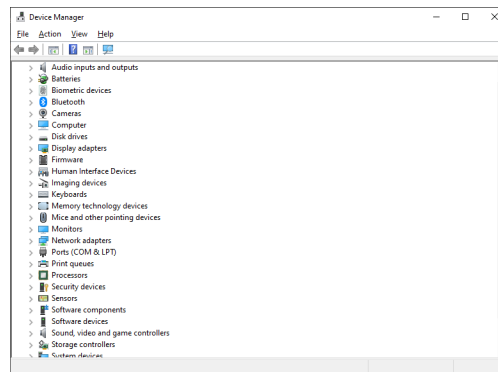 Device Manager
File Action View Help
Audio inputs and outputs
Batteries
Biometric devices
Bluetooth
Cameras
Computer
Disk drives
Display adapters
Firmware
Human Interface Devices
Imaging devices
Keyboards
Memory technology devices
Mice and other pointing devices
Monitors
Network adapters
Ports (COM & LPT)
Print queues
Processors
Security devices
Sensors
Software components
Software devices
Sound, video and game controllers
Storage controllers
System devices